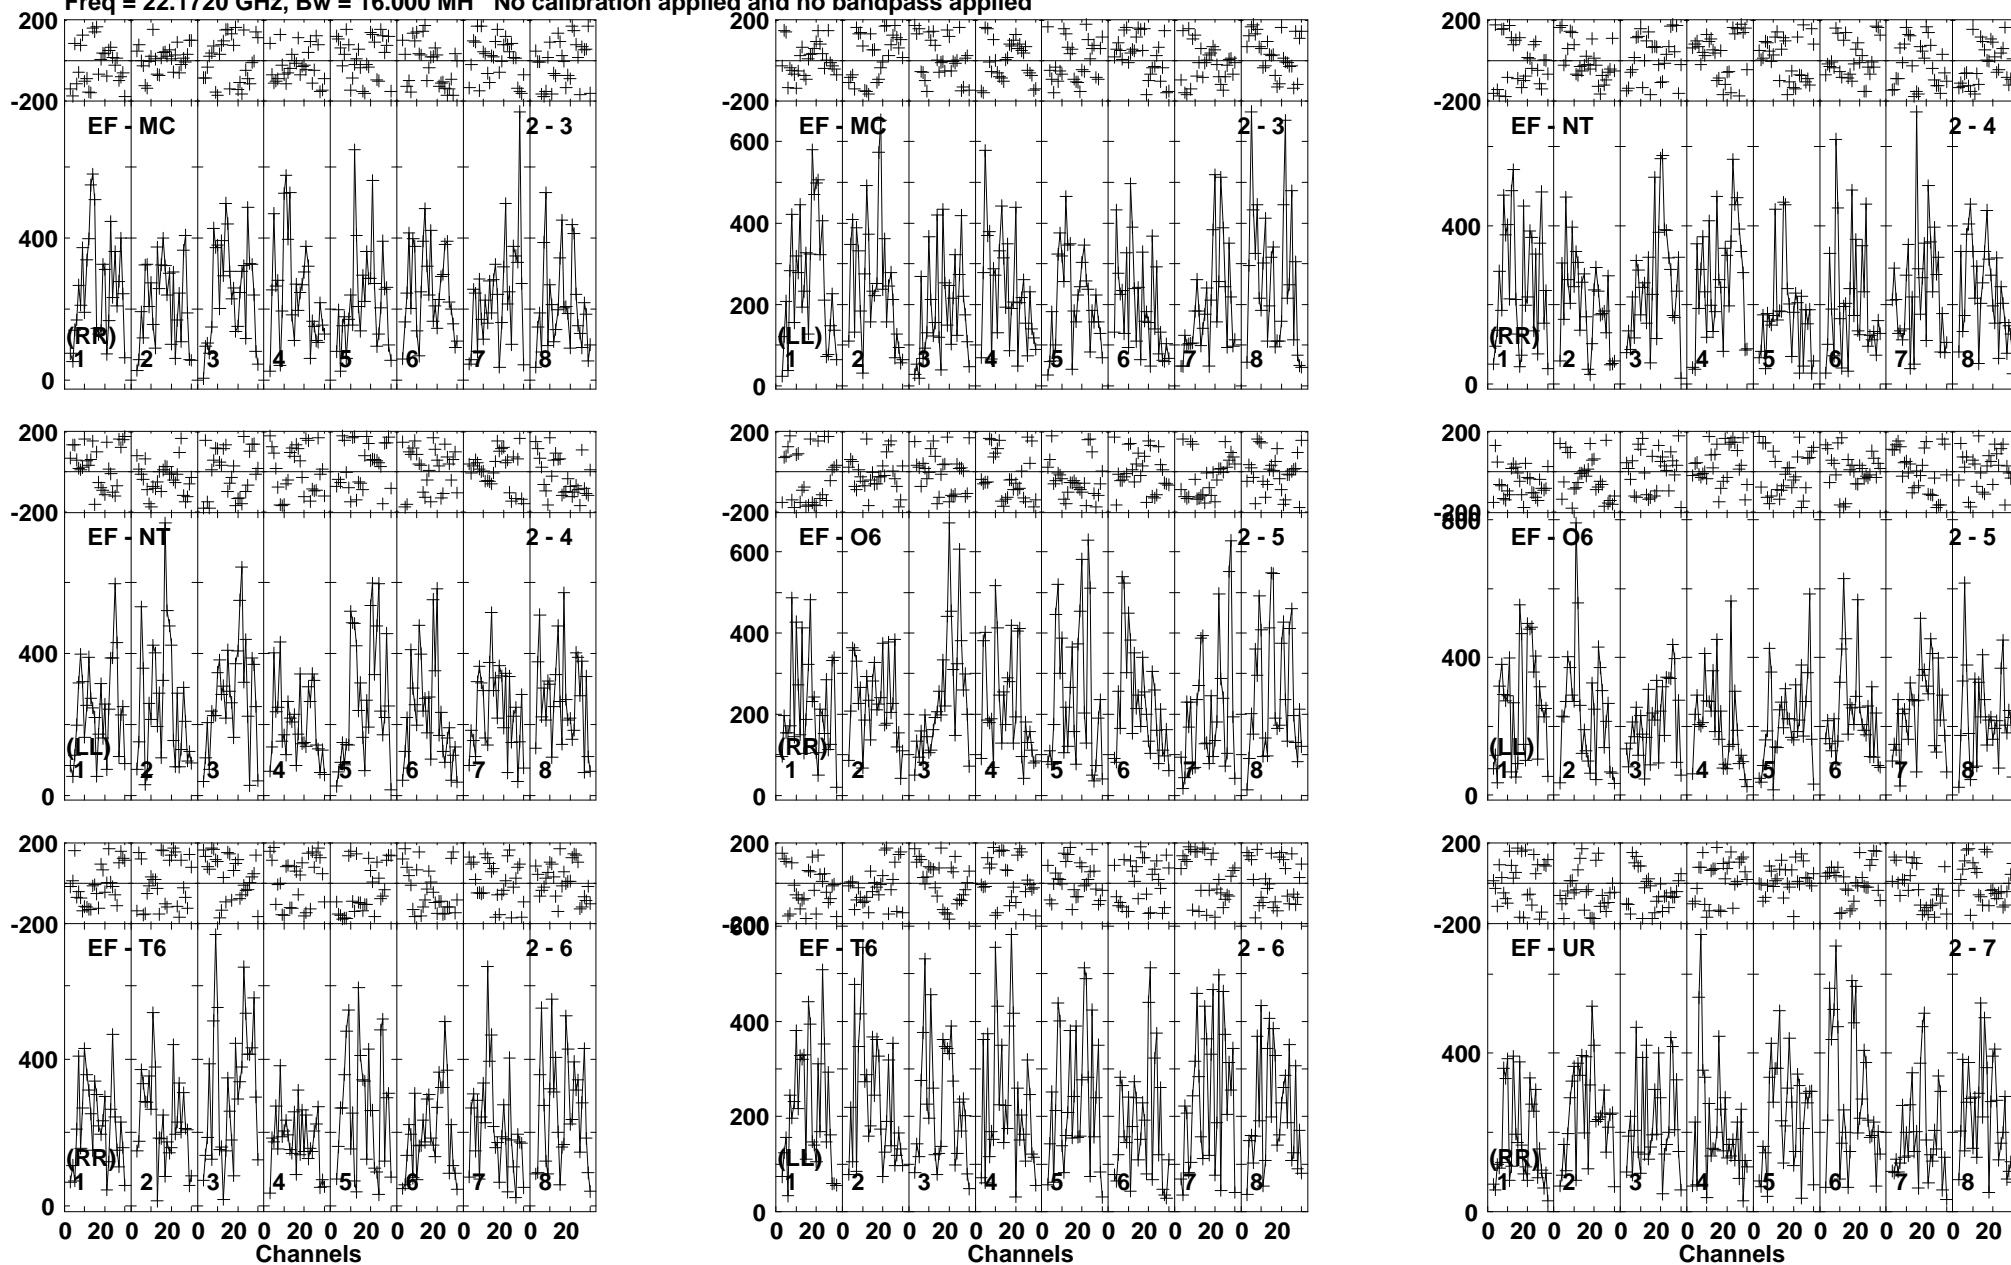 Freq = 22.1720 GHz, Bw = 16.000 MH No calibration applied and no bandpass applied
200 200 200
-200 -200 -200
EF - MC 2 - 3 EF - MC 2 - 3 EF - NT 2 - 4
600
400 400 400
200
(RR) (LL) (RR)
1 2 3 4 5 6 7 8 1 2 3 4 5 6 7 8 1 2 3 4 5 6 7 8
0 0 0
200 200 200
-200 -200 -200
800
EF - NT 2 - 4 EF - O6 2 - 5 EF - O6 2 - 5
600
400 400 400
200
(LL) (RR) (LL)
1 2 3 4 5 6 7 8 1 2 3 4 5 6 7 8 1 2 3 4 5 6 7 8
0 0 0
200 200 200
-200 -200 -200
600
EF - T6 2 - 6 EF - T6 2 - 6 EF - UR 2 - 7
400 400 400
200
(RR) (LL) (RR)
1 2 3 4 5 6 7 8 1 2 3 4 5 6 7 8 1 2 3 4 5 6 7 8
0 0 0
0 20 0 20 0 20 0 20 0 20 0 20 0 20 0 20 0 20 0 20 0 20 0 20 0 20 0 20 0 20 0 20 0 20 0 20 0 20 0 20 0 20 0 20 0 20 0 20
Channels Channels Channels